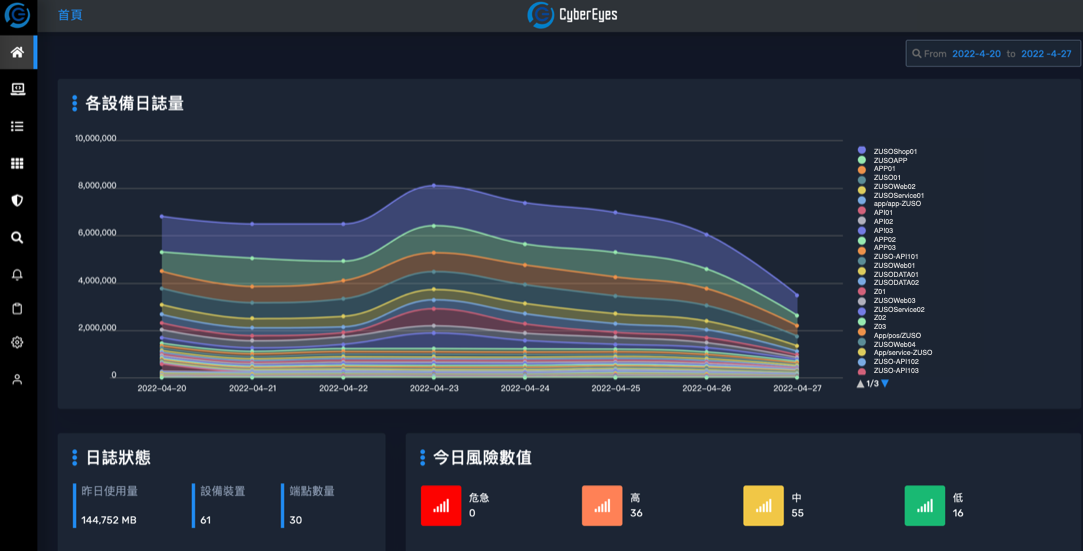 首頁
CyberEyes
From 2022-4-20 to 2022 -4-27
各設備日誌量
10,000,000
8,000,000
6,000,000
4,000,000
2,000,000
0
2022-04-20
2022-04-21
2022-04-22
2022-04-23
2022-04-24
2022-04-25
2022-04-26
2022-04-27
ZUSOShop01
ZUSOAPP
APP01
ZUSO01
ZUSOWeb02
ZUSOService01
app/app-ZUSO
API01
API02
API03
APP02
APP03
ZUSO-API101
ZUSOWeb01
ZUSODATA01
ZUSODATA02
Z01
ZUSOWeb03
ZUSOService02
Z02
Z03
App/pos/ZUSO
ZUSOWeb04
App/service-ZUSO
ZUSO-API102
ZUSO-API103
1/3
日誌狀態
昨日使用量
144,752 MB
設備裝置
61
端點數量
30
今日風險數值
危急
0
高
36
中
55
低
16